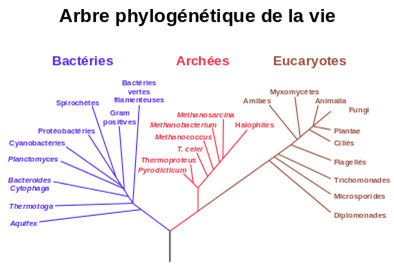 Arbre phylogénétique de la vie
Bactéries
Archées
Eucaryotes
Bactéries
vertes
filamenteuses
Spirochètes
Gram
positives
Protéobactéries
Cyanobactéries
Planctomyces
Bacteroides
Cytophaga
Thermotoga
Aquifex
Methanosarcina
Methanobacterium
Halophiles
Methanococcus
T. celer
Thermoproteus
Pyrodicticum
Myxomycètes
Amibes
Animalia
Fungi
Plantae
Ciliés
Flagellés
Trichomonades
Microsporides
Diplomonades